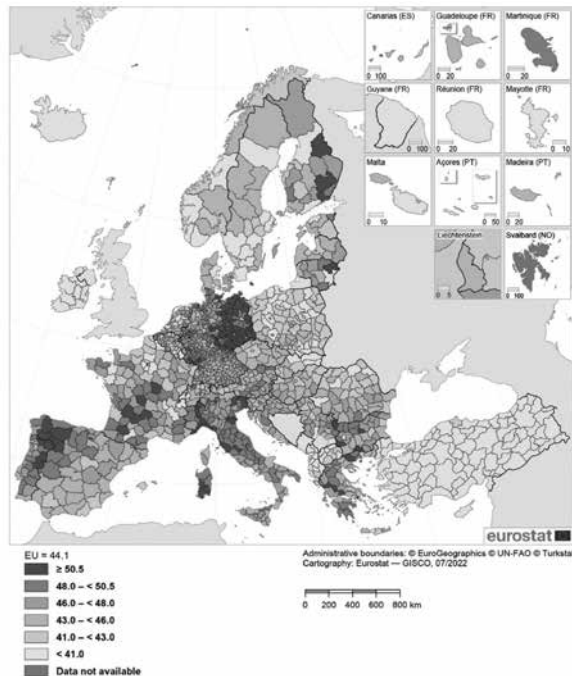 Canarias (ES)
0 100
Guadeloupe (FR)
0 20
Martinique (FR)
0 20
Guyane (FR)
0 100
Réunion (FR)
0 20
Mayotte (FR)
0 10
Malta
0 10
Açores (PT)
0 50
Madeira (PT)
0 20
Liechtenstein
0 5
Svalbard (NO)
0 100
eurostat
EU = 44.1
≥ 50.5
48.0 – < 50.5
46.0 – < 48.0
43.0 – < 46.0
41.0 – < 43.0
< 41.0
Data not available
Administrative boundaries: © EuroGeographics © UN-FAO © Turkstat
Cartography: Eurostat — GISCO, 07/2022
0 200 400 600 800 km